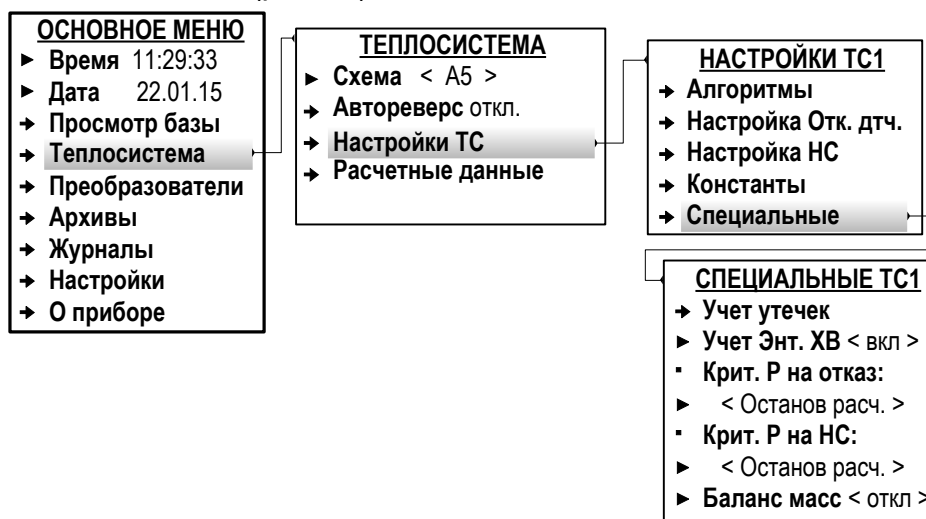 ОСНОВНОЕ МЕНЮ
► Время 11:29:33
► Дата 22.01.15
➔ Просмотр базы
➔ Теплосистема
➔ Преобразователи
➔ Архивы
➔ Журналы
➔ Настройки
➔ О приборе
ТЕПЛОСИСТЕМА
► Схема < А5 >
➔ Автореверс откл.
➔ Настройки ТС
➔ Расчетные данные
НАСТРОЙКИ ТС1
➔ Алгоритмы
➔ Настройка Отк. дтч.
➔ Настройка НС
➔ Константы
➔ Специальные
СПЕЦИАЛЬНЫЕ ТС1
➔ Учет утечек
► Учет Энт. ХВ < вкл >
▪ Крит. Р на отказ:
► < Останов расч. >
▪ Крит. Р на НС:
► < Останов расч. >
► Баланс масс < откл >